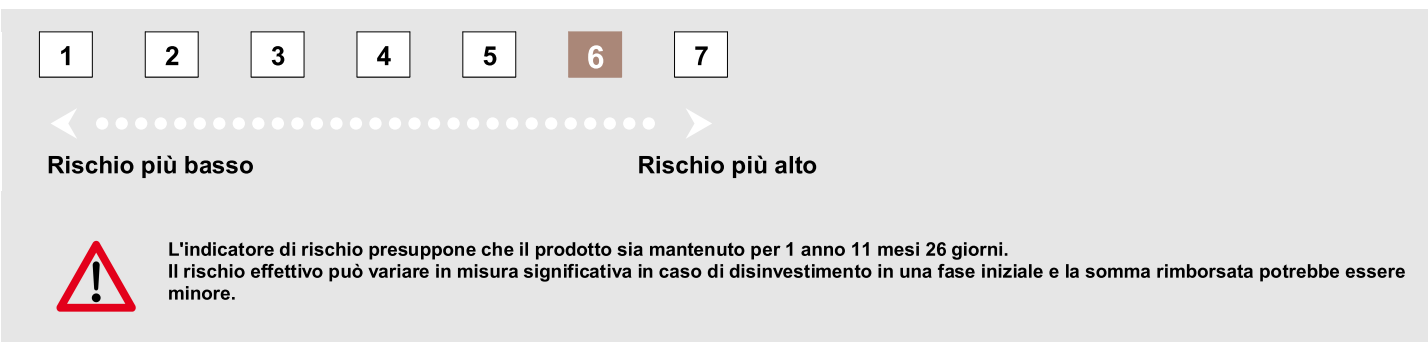 1 2 3 4 5 6 7
Rischio più basso Rischio più alto
L'indicatore di rischio presuppone che il prodotto sia mantenuto per 1 anno 11 mesi 26 giorni.
Il rischio effettivo può variare in misura significativa in caso di disinvestimento in una fase iniziale e la somma rimborsata potrebbe essere
minore.